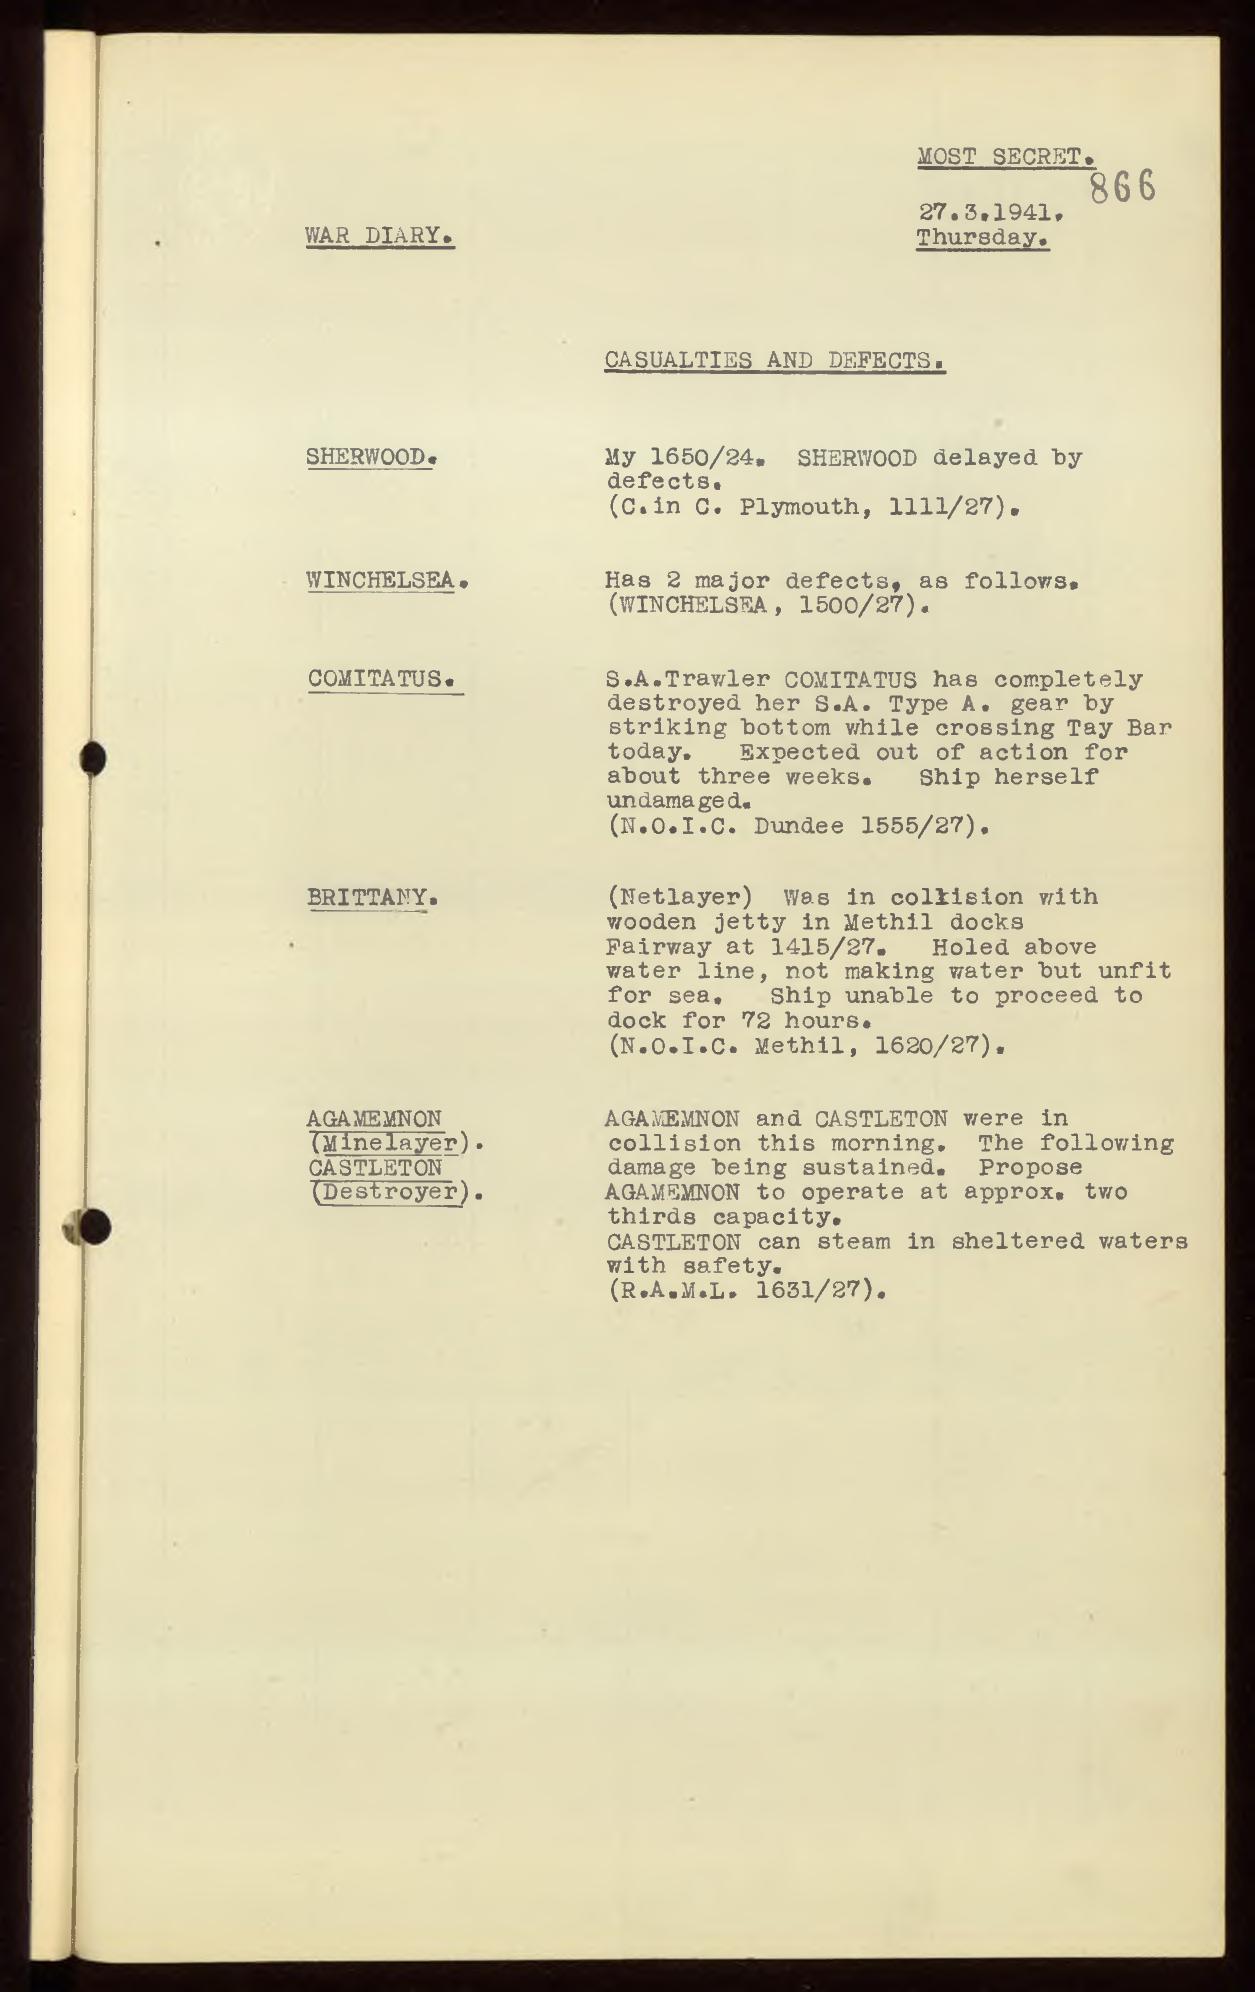 MOST SECRET.
866
27.3.1941.
WAR DIARY.
Thursday.
CASUALTIES AND DEFECTS.
SHERWOOD.
My 1650/24. SHERWOOD delayed by
defects.
(C.in C. Plymouth, 1111/27).
WINCHELSEA.
Has 2 major defects, as follows.
(WINCHELSEA, 1500/27).
COMITATUS.
S.A.Trawler COMITATUS has completely
destroyed her S.A. Type A. gear by
striking bottom while crossing Tay Bar
today. Expected out of action for
about three weeks. Ship herself
undamaged.
(N.O.I.C. Dundee 1555/27).
BRITTANY.
(Netlayer) Was in collision with
wooden jetty in Methil docks
Fairway at 1415/27. Holed above
water line, not making water but unfit
for sea. Ship unable to proceed to
dock for 72 hours.
(N.O.I.C. Methil, 1620/27).
AGAMEMNON
(Minelayer).
CASTLETON
(Destroyer).
AGAMEMNON and CASTLETON were in
collision this morning. The following
damage being sustained. Propose
AGAMEMNON to operate at approx. two
thirds capacity.
CASTLETON can steam in sheltered waters
with safety.
(R.A.M.L. 1631/27).